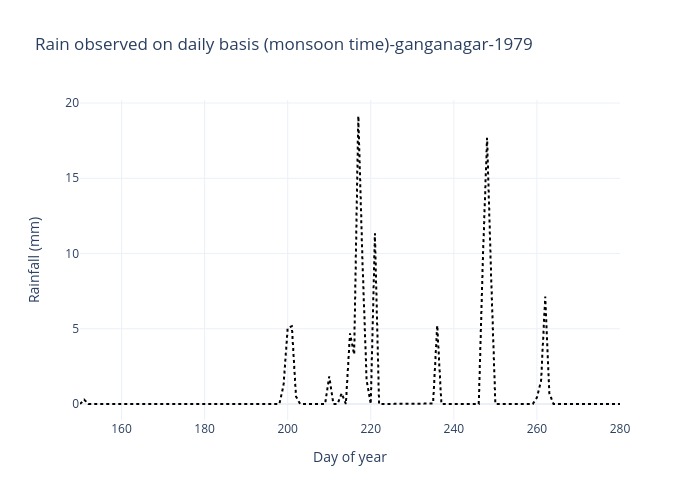 Rain observed on daily basis (monsoon time)-ganganagar-1979
20
15
10
5
0
Rainfall (mm)
160 180 200 220 240 260 280
Day of year